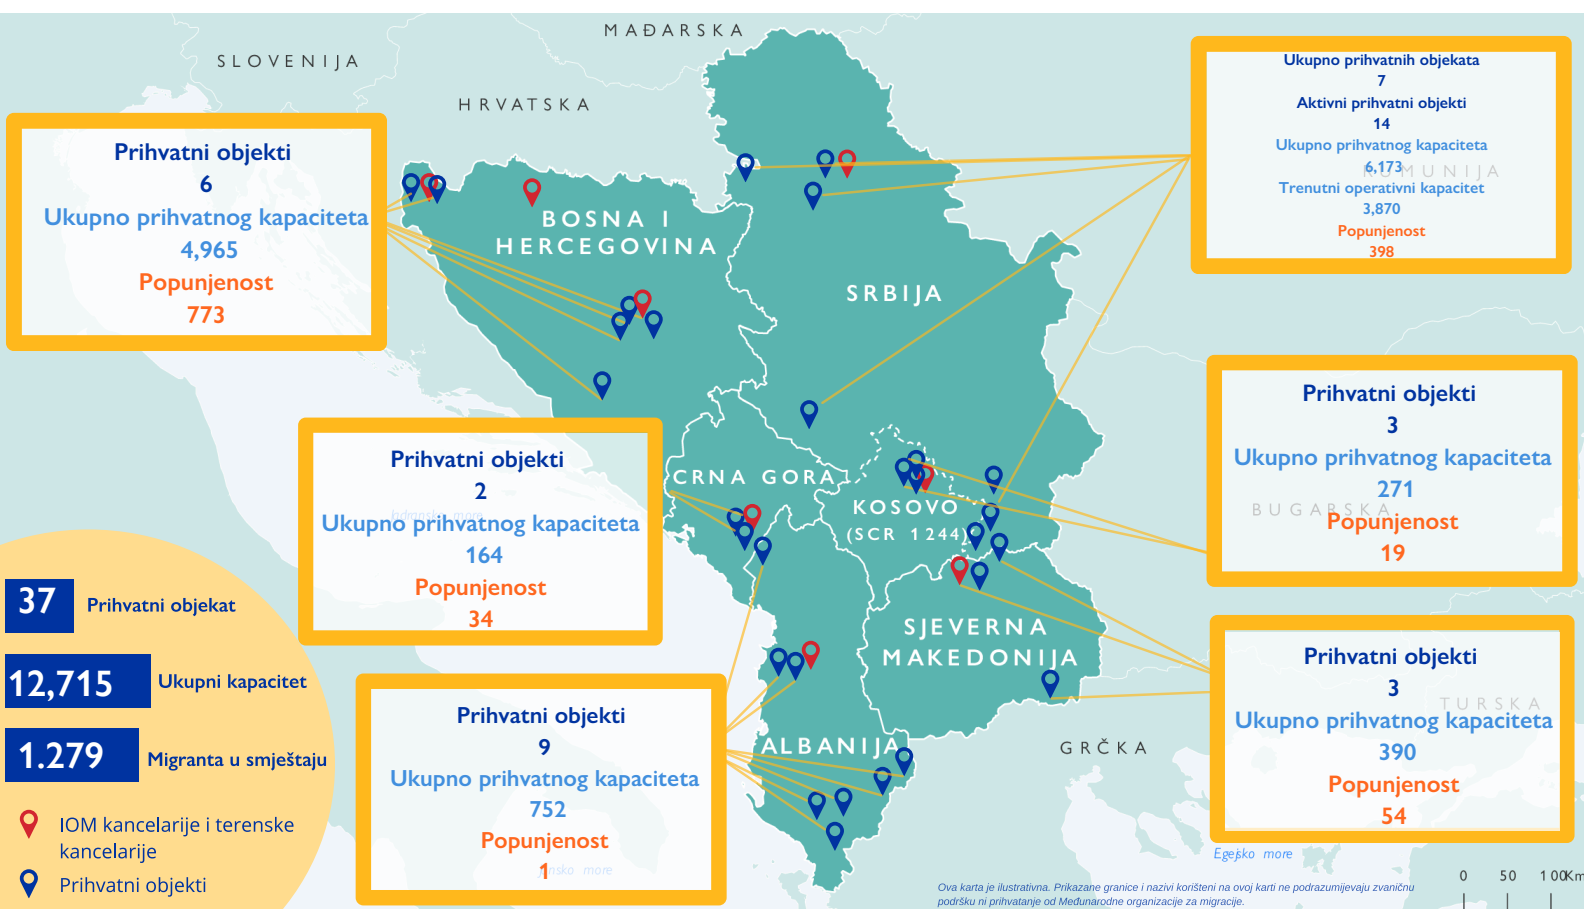 MAĐARSKA
SLOVENIJA
HRVATSKA
Prihvatni objekti
6
Ukupno prihvatnog kapaciteta
4,965
Popunjenost
773
Ukupno prihvatnih objekata
7
Aktivni prihvatni objekti
14
Ukupno prihvatnog kapaciteta
6,173
Trenutni operativni kapacitet
3,870
Popunjenost
398
RUMUNIJA
BOSNA I
HERCEGOVINA
SRBIJA
CRNA GORA
KOSOVO
(SCR 1244)
Prihvatni objekti
3
Ukupno prihvatnog kapaciteta
271
Popunjenost
19
BUGARSKA
Prihvatni objekti
2
Ukupno prihvatnog kapaciteta
164
Popunjenost
34
Jadransko more
SJEVERNA
MAKEDONIJA
Prihvatni objekti
3
Ukupno prihvatnog kapaciteta
390
Popunjenost
54
TURSKA
Prihvatni objekti
9
Ukupno prihvatnog kapaciteta
752
Popunjenost
1
Jonsko more
ALBANIJA
GRČKA
Egejsko more
37
Prihvatni objekat
12,715
Ukupni kapacitet
1.279
Migranta u smještaju
IOM kancelarije i terenske
kancelarije
Prihvatni objekti
Ova karta je ilustrativna. Prikazane granice i nazivi korišteni na ovoj karti ne podrazumijevaju zvaničnu
podršku ni prihvatanje od Međunarodne organizacije za migracije.
0 50 100Km